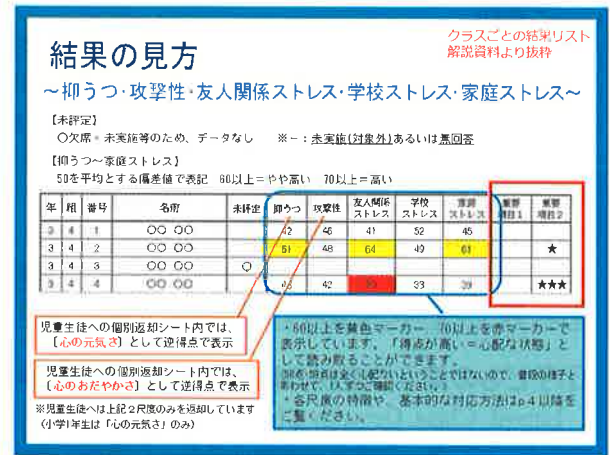 クラスごとの結果リスト
解説資料より抜粋
結果の見方
～抑うつ・攻撃性・友人関係ストレス・学校ストレス・家庭ストレス～
【未評定】
○欠席・未実施等のため、データなし ※－：未実施(対象外)あるいは無回答
【抑うつ～家庭ストレス】
50を平均とする偏差値で表記 60以上＝やや高い 70以上＝高い
年 組 番号 名前 未評定 抑うつ 攻撃性 友人関係ストレス 学校ストレス 家庭ストレス 重要項目1 重要項目2
3 4 1 ○○ ○○ 42 46 41 52 45
3 4 2 ○○ ○○ 61 48 64 49 61 ★
3 4 3 ○○ ○○ ○
3 4 4 ○○ ○○ 42 33 39 ★★★
児童生徒への個別返却シート内では、
［心の元気さ］として逆得点で表示
児童生徒への個別返却シート内では、
［心のおだやかさ］として逆得点で表示
※児童生徒へは上記２尺度のみを返却しています
(小学1年生は「心の元気さ」のみ)
・60以上を黄色マーカー、70以上を赤マーカーで
表示しています。「得点が高い＝心配な状態」と
して読み取ることができます。
・各尺度の特徴や、基本的な対応方法はp4以降を
ご覧ください。